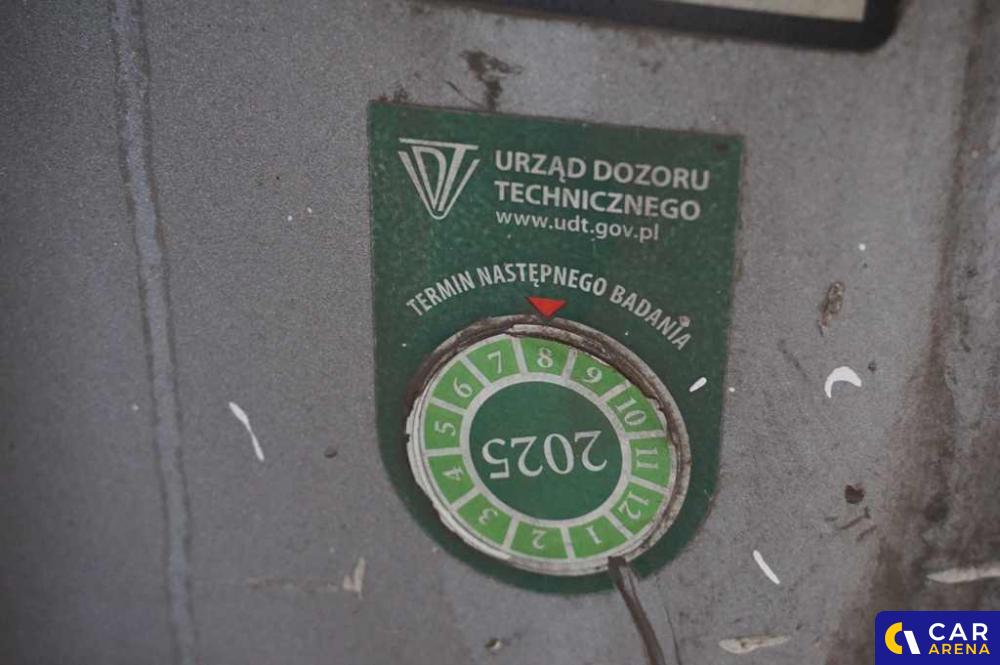 UDT
URZĄD DOZORU
TECHNICZNEGO
www.udt.gov.pl
TERMIN NASTĘPNEGO BADANIA
1 2 3 4 5 6 7 8 9 10 11 12
2025
CAR
ARENA